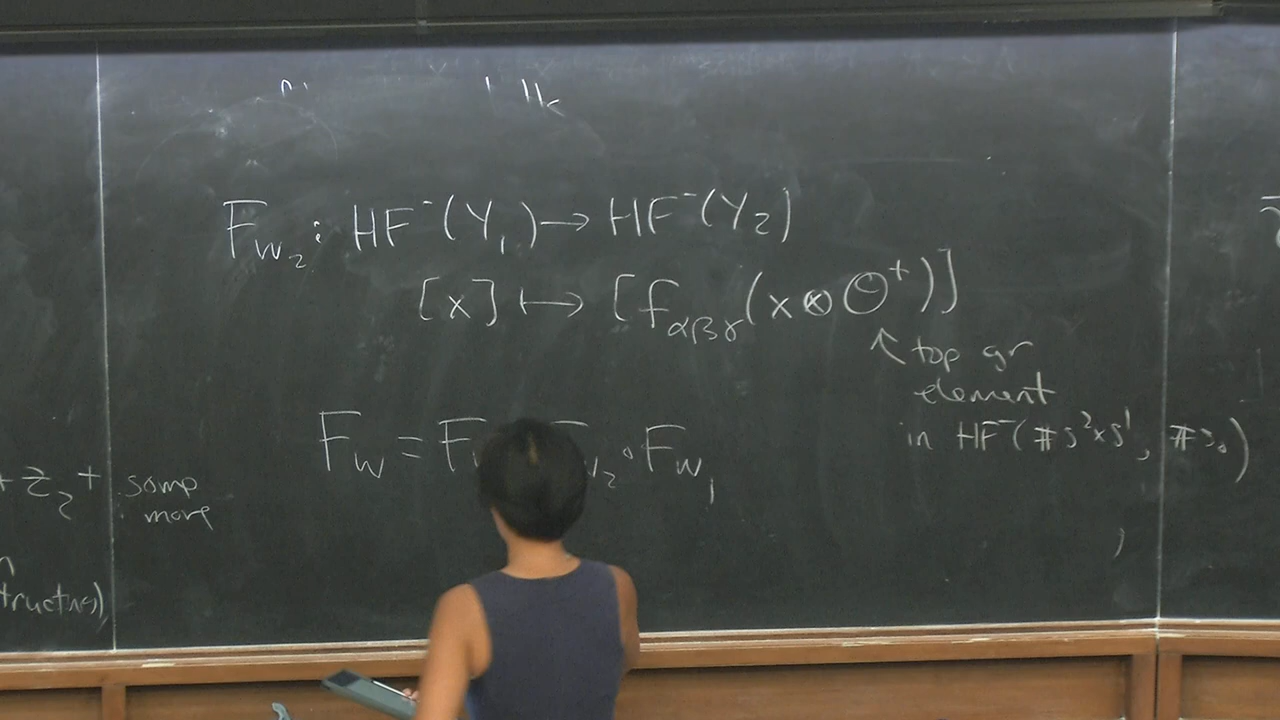 F_{W_2}: HF^-(Y_1) → HF^-(Y_2)
[x] ↦ [f_{αβγ}(x ⊗ Θ^+)]
↖ top gr
element
in HF^-(#S^2×S^1, #s_0)
F_W = F_{W_2} ∘ F_{W_1}
+ z_2 + some
more